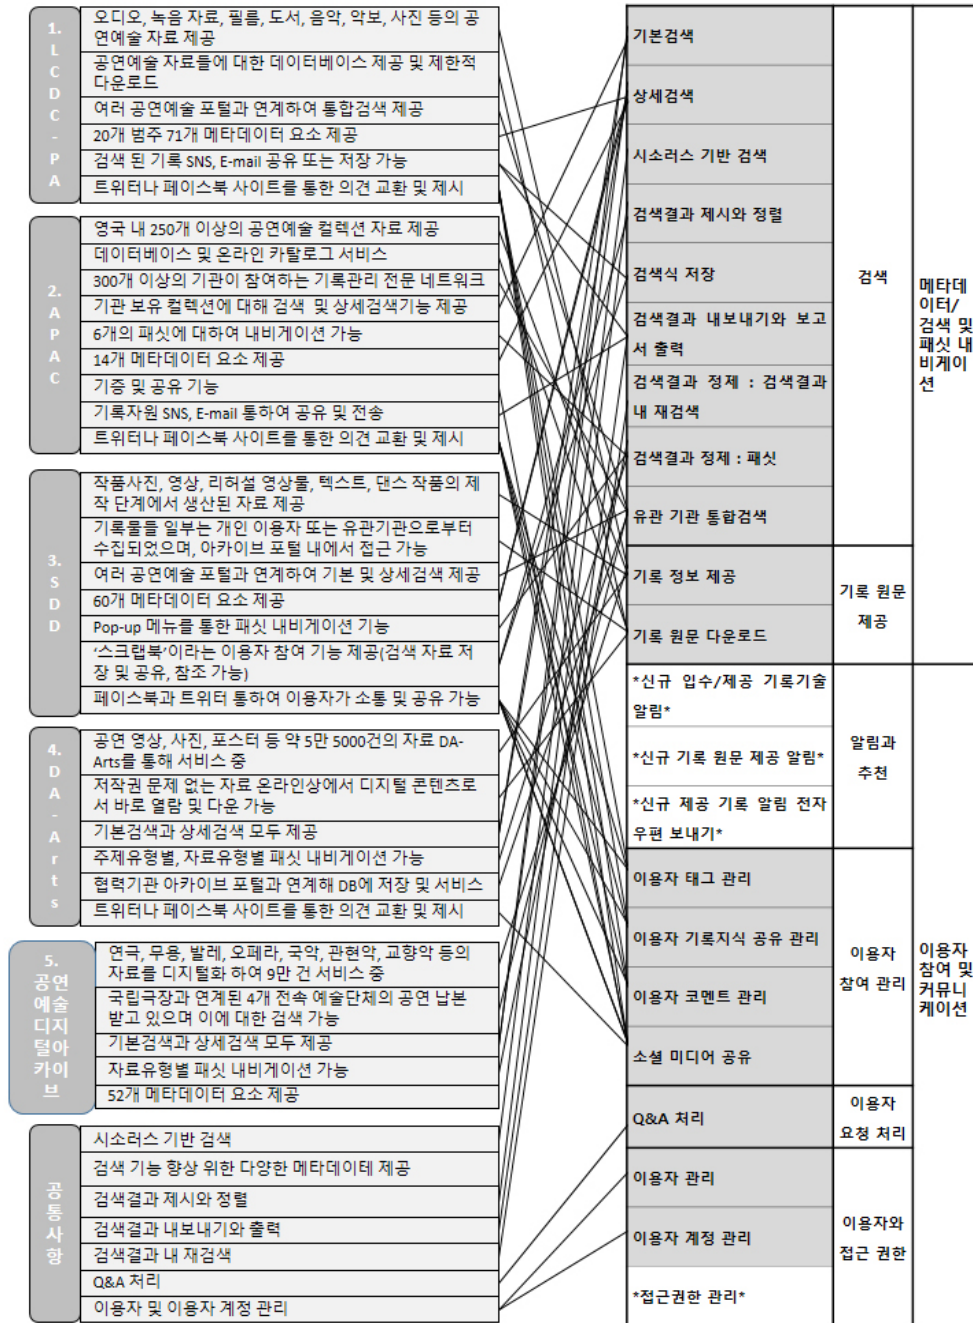 1.
L
C
D
C
-
P
A
오디오, 녹음 자료, 필름, 도서, 음악, 악보, 사진 등의 공
연예술 자료 제공
공연예술 자료들에 대한 데이터베이스 제공 및 제한적
다운로드
여러 공연예술 포털과 연계하여 통합검색 제공
20개 범주 71개 메타데이터 요소 제공
검색 된 기록 SNS, E-mail 공유 또는 저장 가능
트위터나 페이스북 사이트를 통한 의견 교환 및 제시
2.
A
P
A
C
영국 내 250개 이상의 공연예술 컬렉션 자료 제공
데이터베이스 및 온라인 카탈로그 서비스
300개 이상의 기관이 참여하는 기록관리 전문 네트워크
기관 보유 컬렉션에 대해 검색 및 상세검색기능 제공
6개의 패싯에 대하여 내비게이션 가능
14개 메타데이터 요소 제공
기증 및 공유 기능
기록자원 SNS, E-mail 통하여 공유 및 전송
트위터나 페이스북 사이트를 통한 의견 교환 및 제시
3.
S
D
D
작품사진, 영상, 리허설 영상물, 텍스트, 댄스 작품의 제
작 단계에서 생산된 자료 제공
기록물들 일부는 개인 이용자 또는 유관기관으로부터
수집되었으며, 아카이브 포털 내에서 접근 가능
여러 공연예술 포털과 연계하여 기본 및 상세검색 제공
60개 메타데이터 요소 제공
Pop-up 메뉴를 통한 패싯 내비게이션 기능
‘스크랩북’이라는 이용자 참여 기능 제공(검색 자료 저
장 및 공유, 참조 가능)
페이스북과 트위터 통하여 이용자가 소통 및 공유 가능
4.
D
A
-
A
r
t
s
공연 영상, 사진, 포스터 등 약 5만 5000건의 자료 DA-
Arts를 통해 서비스 중
저작권 문제 없는 자료 온라인상에서 디지털 콘텐츠로
서 바로 열람 및 다운 가능
기본검색과 상세검색 모두 제공
주제유형별, 자료유형별 패싯 내비게이션 가능
협력기관 아카이브 포털과 연계해 DB에 저장 및 서비스
트위터나 페이스북 사이트를 통한 의견 교환 및 제시
5.
공연
예술
디지
털아
카이
브
연극, 무용, 발레, 오페라, 국악, 관현악, 교향악 등의
자료를 디지털화 하여 9만 건 서비스 중
국립극장과 연계된 4개 전속 예술단체의 공연 납본
받고 있으며 이에 대한 검색 가능
기본검색과 상세검색 모두 제공
자료유형별 패싯 내비게이션 가능
52개 메타데이터 요소 제공
공
통
사
항
시소러스 기반 검색
검색 기능 향상 위한 다양한 메타데이테 제공
검색결과 제시와 정렬
검색결과 내보내기와 출력
검색결과 내 재검색
Q&A 처리
이용자 및 이용자 계정 관리
기본검색
상세검색
시소러스 기반 검색
검색결과 제시와 정렬
검색식 저장
검색결과 내보내기와 보고
서 출력
검색결과 정제 : 검색결과
내 재검색
검색결과 정제 : 패싯
유관 기관 통합검색
기록 정보 제공
기록 원문 다운로드
*신규 입수/제공 기록기술
알림*
*신규 기록 원문 제공 알림*
*신규 제공 기록 알림 전자
우편 보내기*
이용자 태그 관리
이용자 기록지식 공유 관리
이용자 코멘트 관리
소셜 미디어 공유
Q&A 처리
이용자 관리
이용자 계정 관리
*접근권한 관리*
검색
기록 원문
제공
알림과
추천
이용자
참여 관리
이용자
요청 처리
이용자와
접근 권한
메타데
이터/
검색 및
패싯 내
비게이
션
이용자
참여 및
커뮤니
케이션